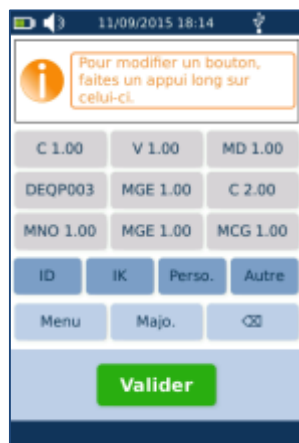 11/09/2015 18:14
Pour modifier un bouton,
faites un appui long sur
celui-ci.
C 1.00 V 1.00 MD 1.00
DEQP003 MGE 1.00 C 2.00
MNO 1.00 MGE 1.00 MCG 1.00
ID IK Perso. Autre
Menu Majo.
Valider